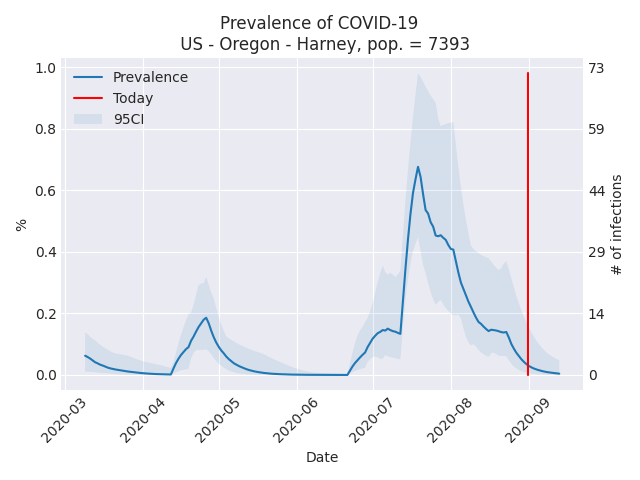 Prevalence of COVID-19
US - Oregon - Harney, pop. = 7393
1.0
0.8
0.6
0.4
0.2
0.0
%
Prevalence
Today
95CI
73
59
44
29
14
0
# of infections
2020-03
2020-04
2020-05
2020-06
2020-07
2020-08
2020-09
Date